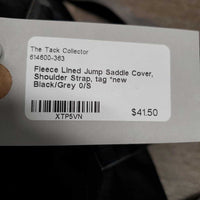 The Tack Collector
614600-363
Fleece Lined Jump Saddle Cover,
Shoulder Strap, tag *new
Black/Grey 0/S
XTP5VN
$41.50